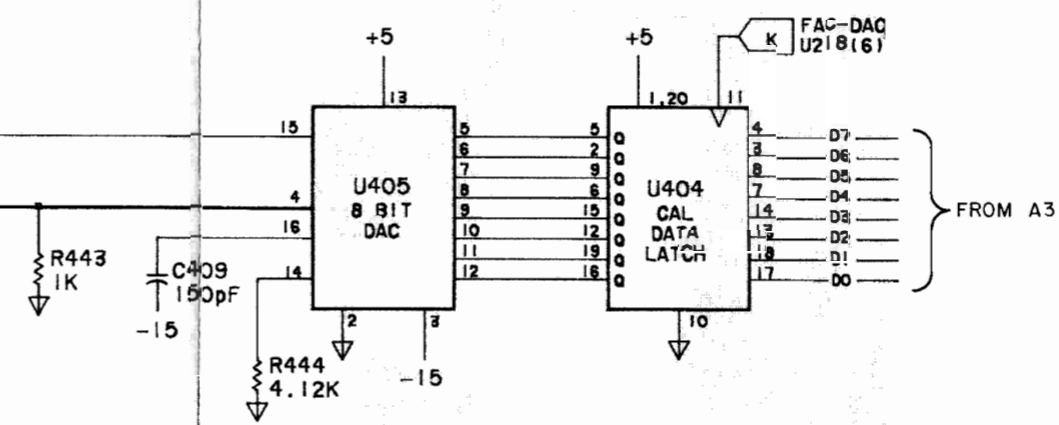 +5
+5
K
FAC-DAC
U218(6)
13
1,20
11
15
5
5
Q
4
D7
6
2
Q
3
D6
7
9
Q
8
D5
4
8
6
Q
7
D4
U405
8 BIT
DAC
U404
CAL
DATA
LATCH
9
15
Q
14
D3
16
10
12
Q
13
D2
11
19
Q
18
D1
14
12
16
Q
17
D0
FROM A3
R443
1K
C409
150pF
-15
2
3
10
R444
4.12K
-15